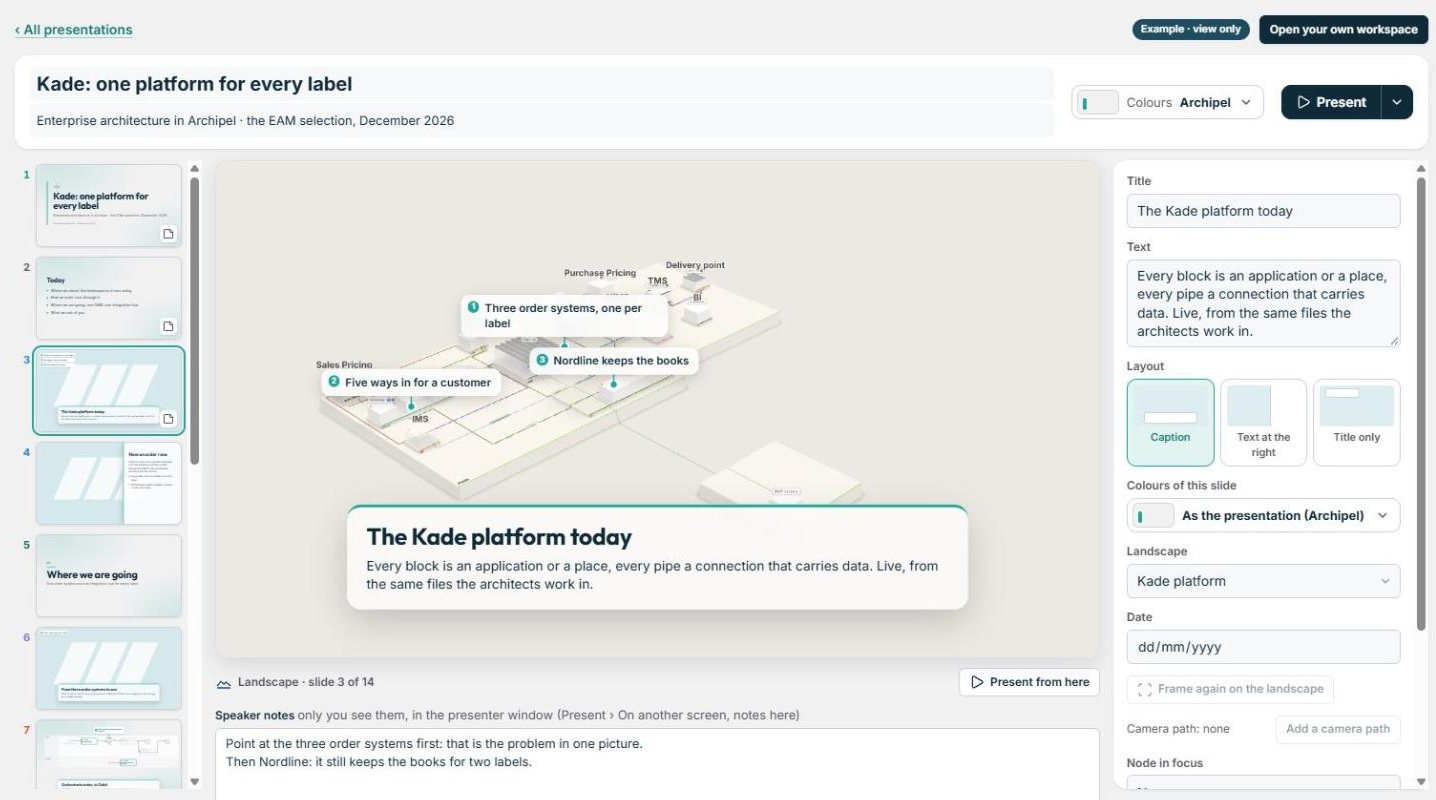 ‹ All presentations
Example · view only
Open your own workspace
Kade: one platform for every label
Enterprise architecture in Archipel · the EAM selection, December 2026
Colours Archipel
Present
1
Kade: one platform for
every label
2
Today
3
The Kade platform today
4
How an order runs
5
Where we are going
6
7
Purchase Pricing
Delivery point
TMS
BI
1 Three order systems, one per
label
3 Nordline keeps the books
Sales Pricing
2 Five ways in for a customer
IMS
The Kade platform today
Every block is an application or a place, every pipe a connection that carries data. Live, from
the same files the architects work in.
Landscape · slide 3 of 14
Present from here
Speaker notes only you see them, in the presenter window (Present › On another screen, notes here)
Point at the three order systems first: that is the problem in one picture.
Then Nordline: it still keeps the books for two labels.
Title
The Kade platform today
Text
Every block is an application or a place,
every pipe a connection that carries
data. Live, from the same files the
architects work in.
Layout
Caption
Text at the
right
Title only
Colours of this slide
As the presentation (Archipel)
Landscape
Kade platform
Date
dd/mm/yyyy
Frame again on the landscape
Camera path: none
Add a camera path
Node in focus